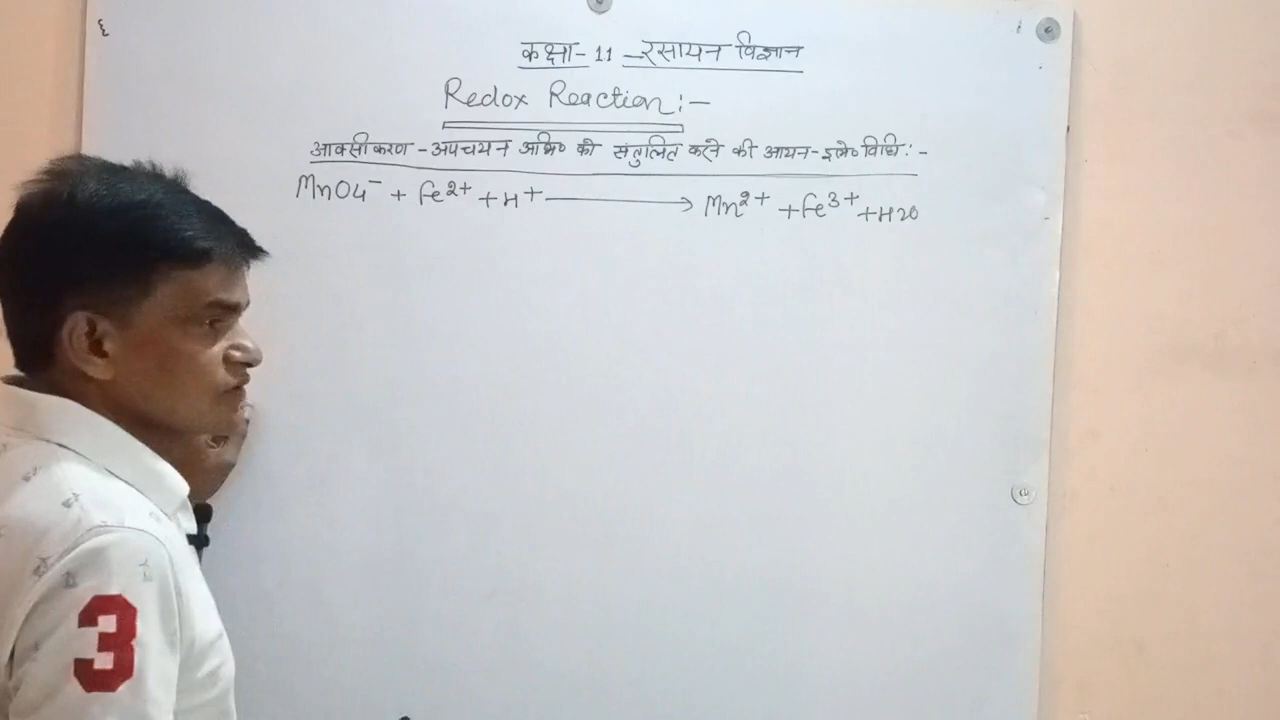 कक्षा- 11 - रसायन विज्ञान
Redox Reaction:-
आक्सीकरण - अपचयन अभि० को संतुलित करने की आयन-इले० विधि:-
MnO4⁻ + Fe²⁺ + H⁺ ⟶ Mn²⁺ + Fe³⁺ + H2O
3